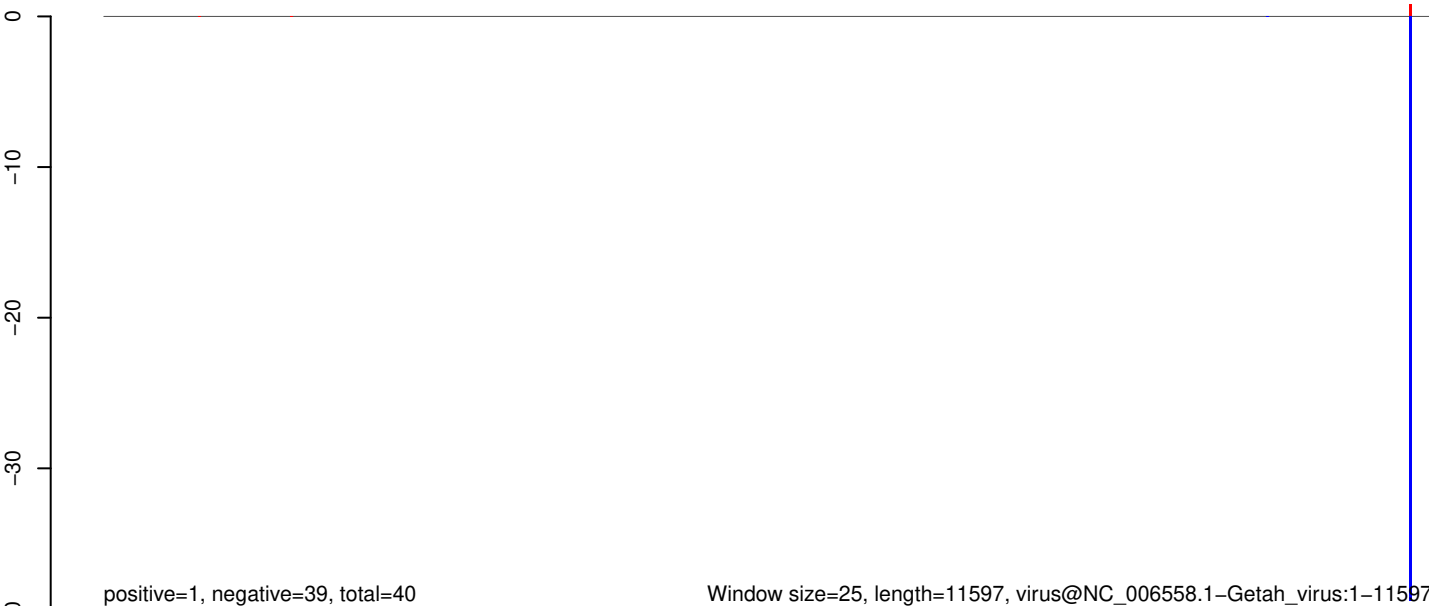 0
−10
−20
−30
positive=1, negative=39, total=40
Window size=25, length=11597, virus@NC_006558.1−Getah_virus:1−11597